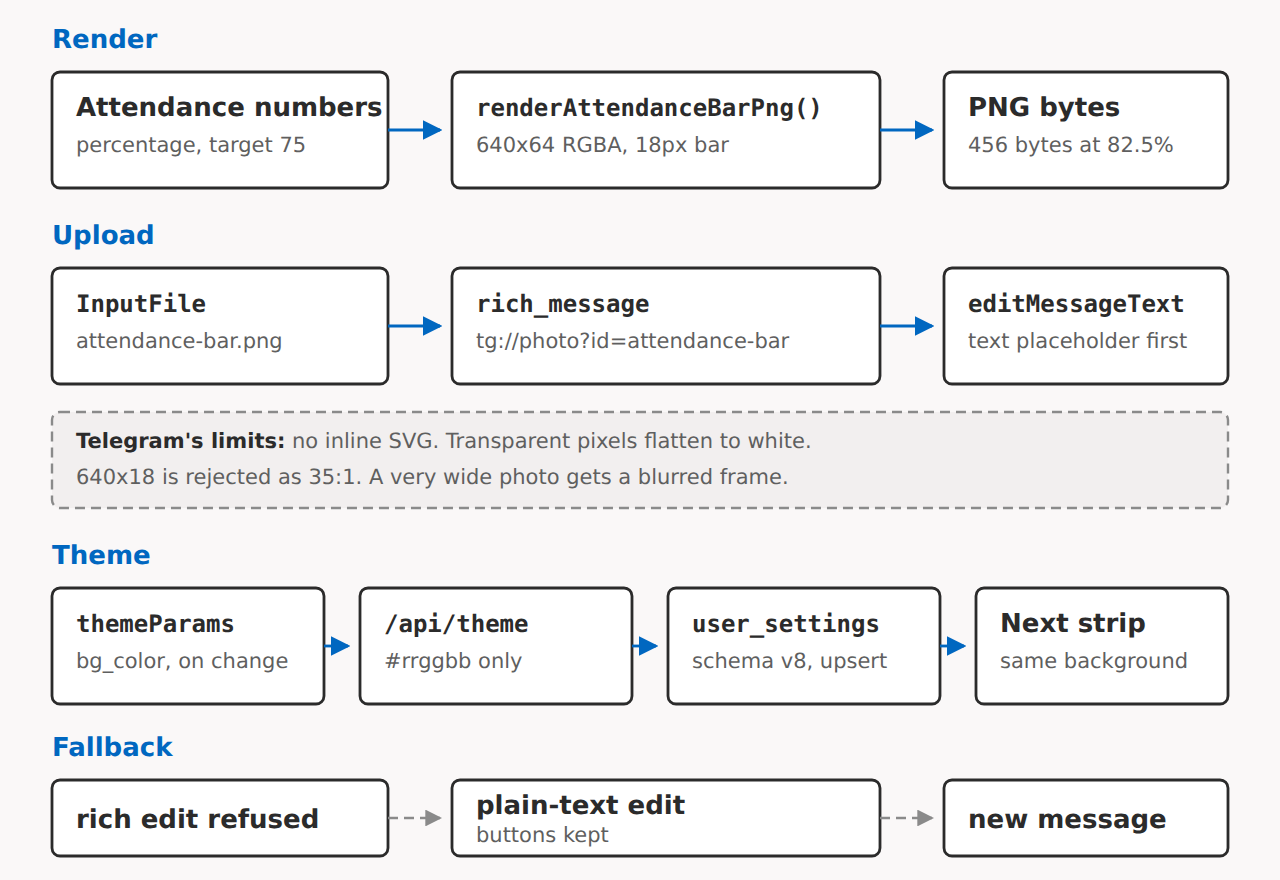 Render
Attendance numbers
percentage, target 75
renderAttendanceBarPng()
640x64 RGBA, 18px bar
PNG bytes
456 bytes at 82.5%
Upload
InputFile
attendance-bar.png
rich_message
tg://photo?id=attendance-bar
editMessageText
text placeholder first
Telegram's limits: no inline SVG. Transparent pixels flatten to white.
640x18 is rejected as 35:1. A very wide photo gets a blurred frame.
Theme
themeParams
bg_color, on change
/api/theme
#rrggbb only
user_settings
schema v8, upsert
Next strip
same background
Fallback
rich edit refused
plain-text edit
buttons kept
new message